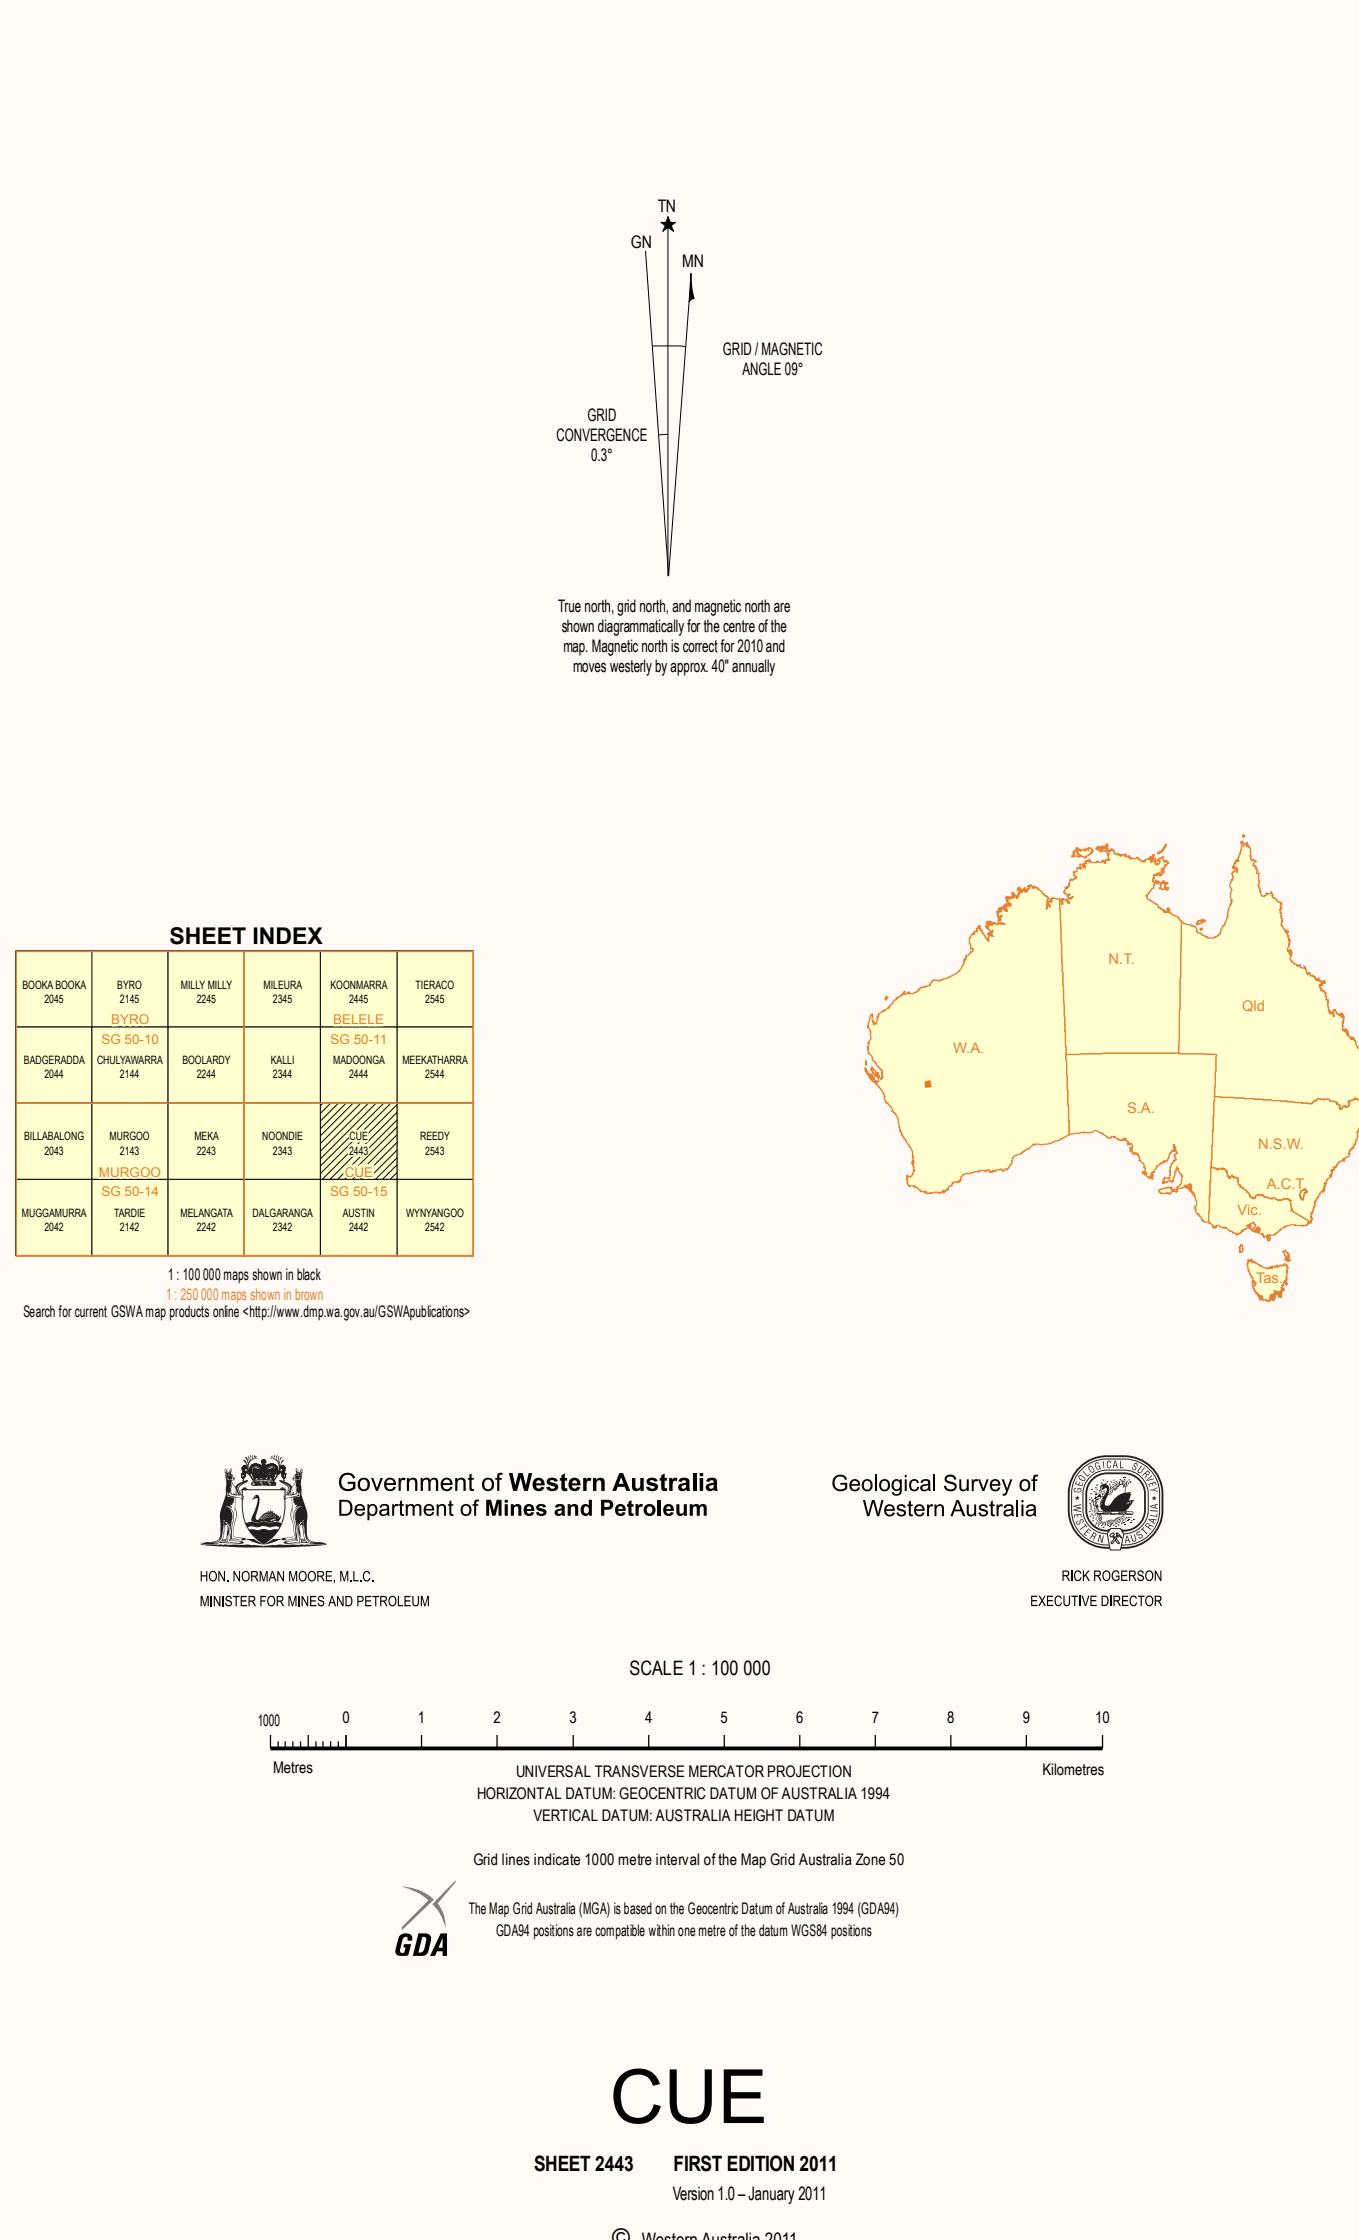 TN
GN
MN
GRID / MAGNETIC
ANGLE 09°
GRID
CONVERGENCE
0.3°
True north, grid north, and magnetic north are
shown diagrammatically for the centre of the
map. Magnetic north is correct for 2010 and
moves westerly by approx. 40" annually
SHEET INDEX
BOOKA BOOKA BYRO MILLY MILLY MILEURA KOONMARRA TIERACO
2045 2145 2245 2345 2445 2545
BYRO BELELE
SG 50-10 SG 50-11
BADGERADDA CHULYAWARRA BOOLARDY KALLI MADOONGA MEEKATHARRA
2044 2144 2244 2344 2444 2544
BILLABALONG MURGOO MEKA NOONDIE CUE REEDY
2043 2143 2243 2343 2443 2543
MURGOO CUE
SG 50-14 SG 50-15
MUGGAMURRA TARDIE MELANGATA DALGARANGA AUSTIN WYNYANGOO
2042 2142 2242 2342 2442 2542
1 : 100 000 maps shown in black
1 : 250 000 maps shown in brown
Search for current GSWA map products online <http://www.dmp.wa.gov.au/GSWApublications>
N.T.
Qld
W.A.
S.A.
N.S.W.
A.C.T.
Vic.
Tas.
Government of Western Australia
Department of Mines and Petroleum
Geological Survey of
Western Australia
GEOLOGICAL SURVEY
WESTERN AUSTRALIA
HON. NORMAN MOORE, M.L.C.
MINISTER FOR MINES AND PETROLEUM
RICK ROGERSON
EXECUTIVE DIRECTOR
SCALE 1 : 100 000
1000 0 1 2 3 4 5 6 7 8 9 10
Metres Kilometres
UNIVERSAL TRANSVERSE MERCATOR PROJECTION
HORIZONTAL DATUM: GEOCENTRIC DATUM OF AUSTRALIA 1994
VERTICAL DATUM: AUSTRALIA HEIGHT DATUM
Grid lines indicate 1000 metre interval of the Map Grid Australia Zone 50
GDA
The Map Grid Australia (MGA) is based on the Geocentric Datum of Australia 1994 (GDA94)
GDA94 positions are compatible within one metre of the datum WGS84 positions
CUE
SHEET 2443 FIRST EDITION 2011
Version 1.0 – January 2011
© Western Australia 2011